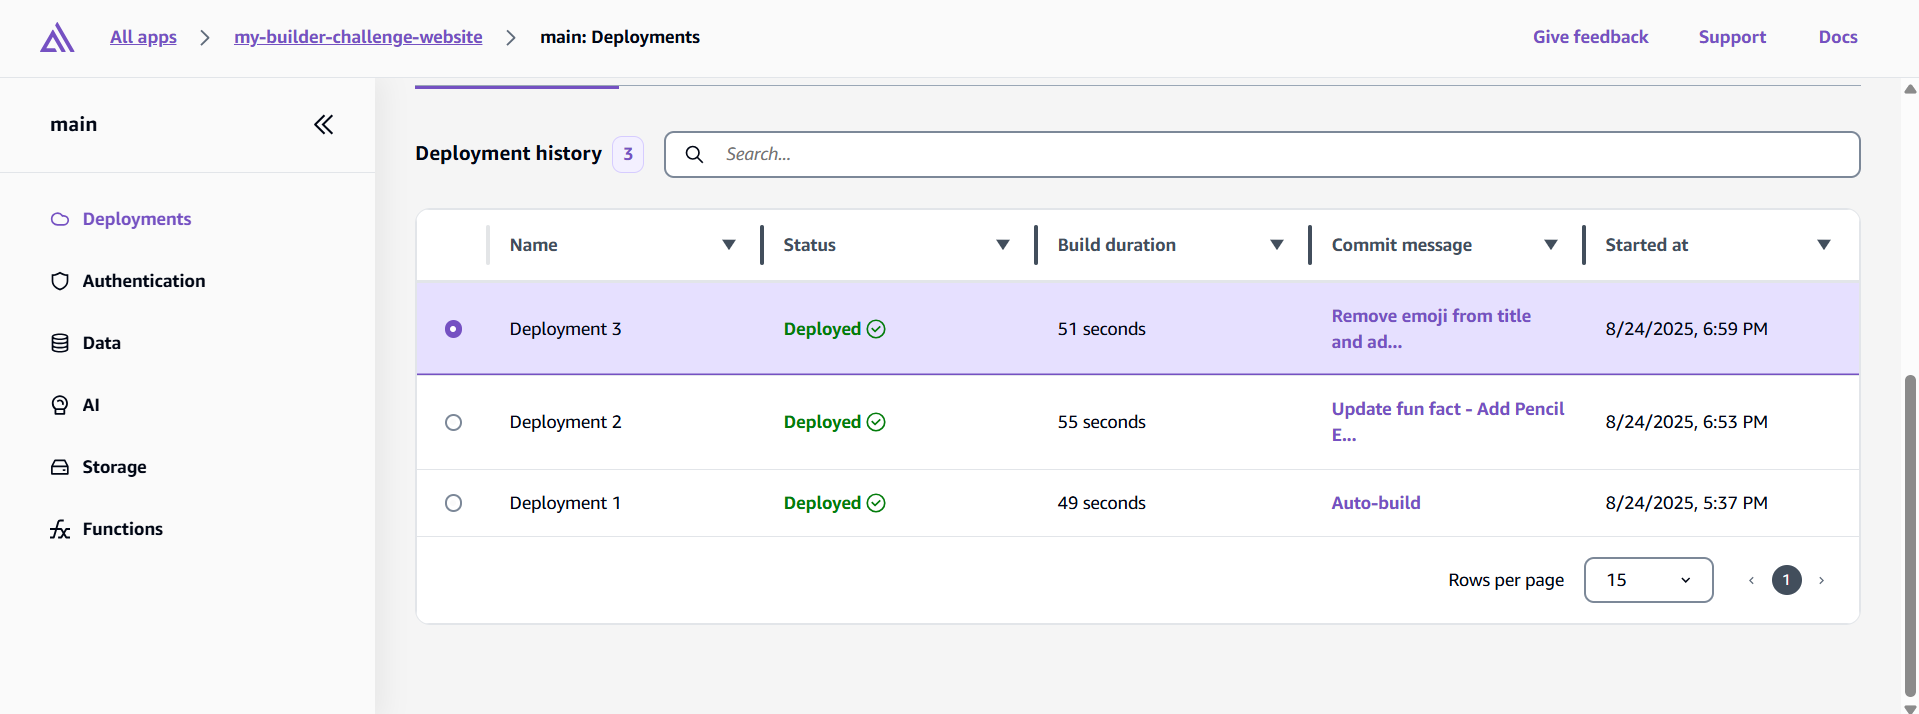 All apps > my-builder-challenge-website > main: Deployments
Give feedback Support Docs
main
Deployments
Authentication
Data
AI
Storage
Functions
Deployment history 3 Search...
Name Status Build duration Commit message Started at
Deployment 3 Deployed 51 seconds Remove emoji from title
and ad... 8/24/2025, 6:59 PM
Deployment 2 Deployed 55 seconds Update fun fact - Add Pencil
E... 8/24/2025, 6:53 PM
Deployment 1 Deployed 49 seconds Auto-build 8/24/2025, 5:37 PM
Rows per page 15 ‹ 1 ›